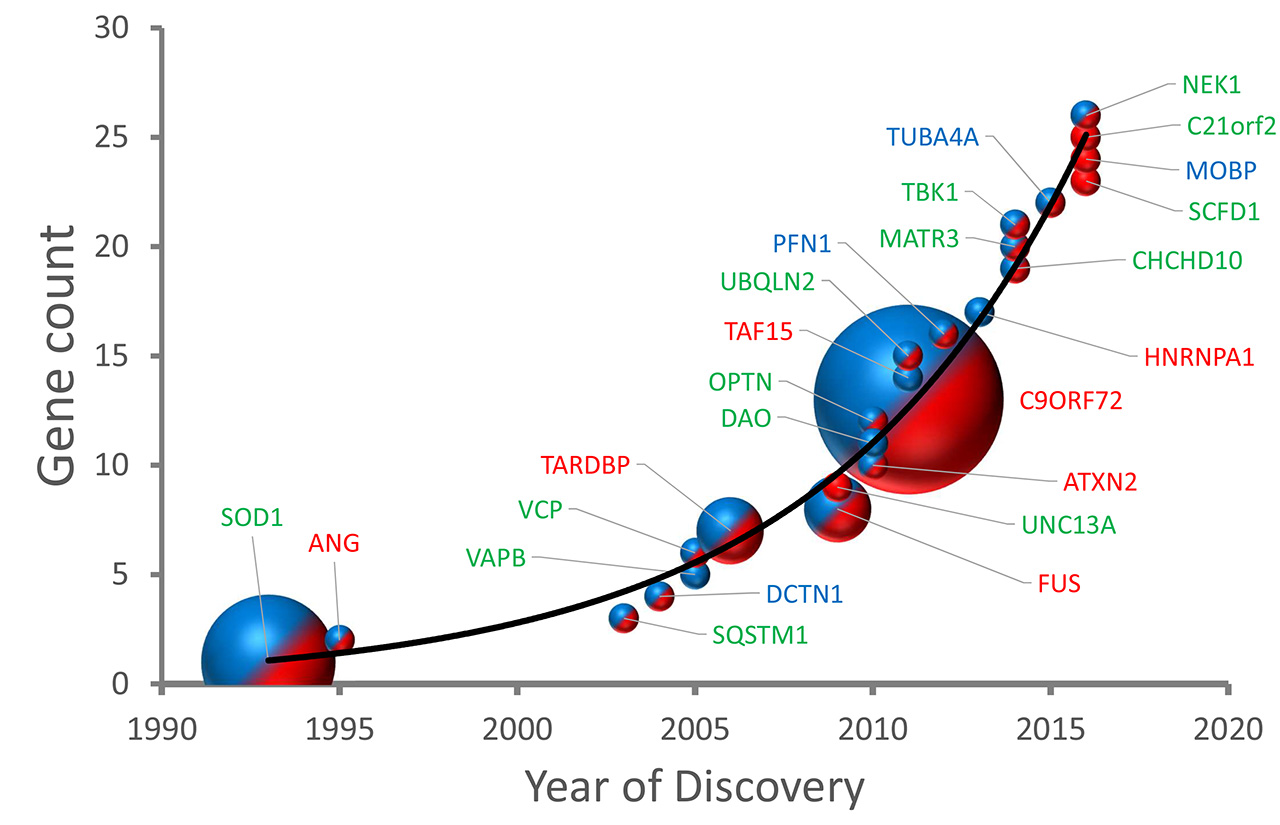 30
NEK1
25
C21orf2
TUBA4A
MOBP
TBK1
SCFD1
20
PFN1
MATR3
CHCHD10
UBQLN2
Gene count
15
TAF15
HNRNPA1
OPTN
C9ORF72
DAO
10
TARDBP
ATXN2
VCP
UNC13A
SOD1
ANG
5
VAPB
FUS
DCTN1
SQSTM1
0
1990 1995 2000 2005 2010 2015 2020
Year of Discovery